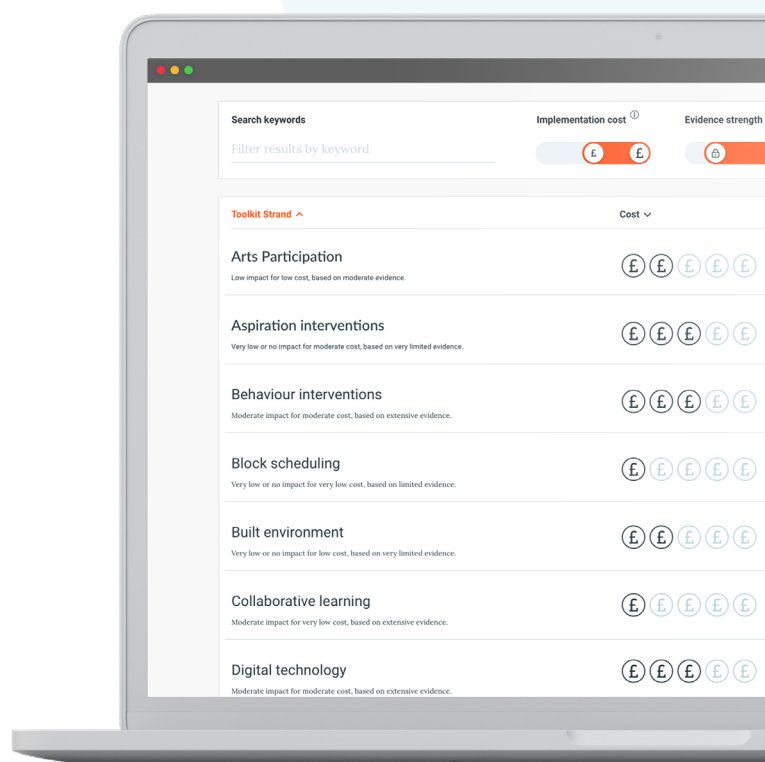 Search keywords
Implementation cost
Evidence strength
Filter results by keyword
£ £
Toolkit Strand
Cost
Arts Participation
Low impact for low cost, based on moderate evidence.
£ £ £ £ £
Aspiration interventions
Very low or no impact for moderate cost, based on very limited evidence.
£ £ £ £ £
Behaviour interventions
Moderate impact for moderate cost, based on extensive evidence.
£ £ £ £ £
Block scheduling
Very low or no impact for very low cost, based on limited evidence.
£ £ £ £ £
Built environment
Very low or no impact for low cost, based on very limited evidence.
£ £ £ £ £
Collaborative learning
Moderate impact for very low cost, based on extensive evidence.
£ £ £ £ £
Digital technology
Moderate impact for moderate cost, based on extensive evidence.
£ £ £ £ £